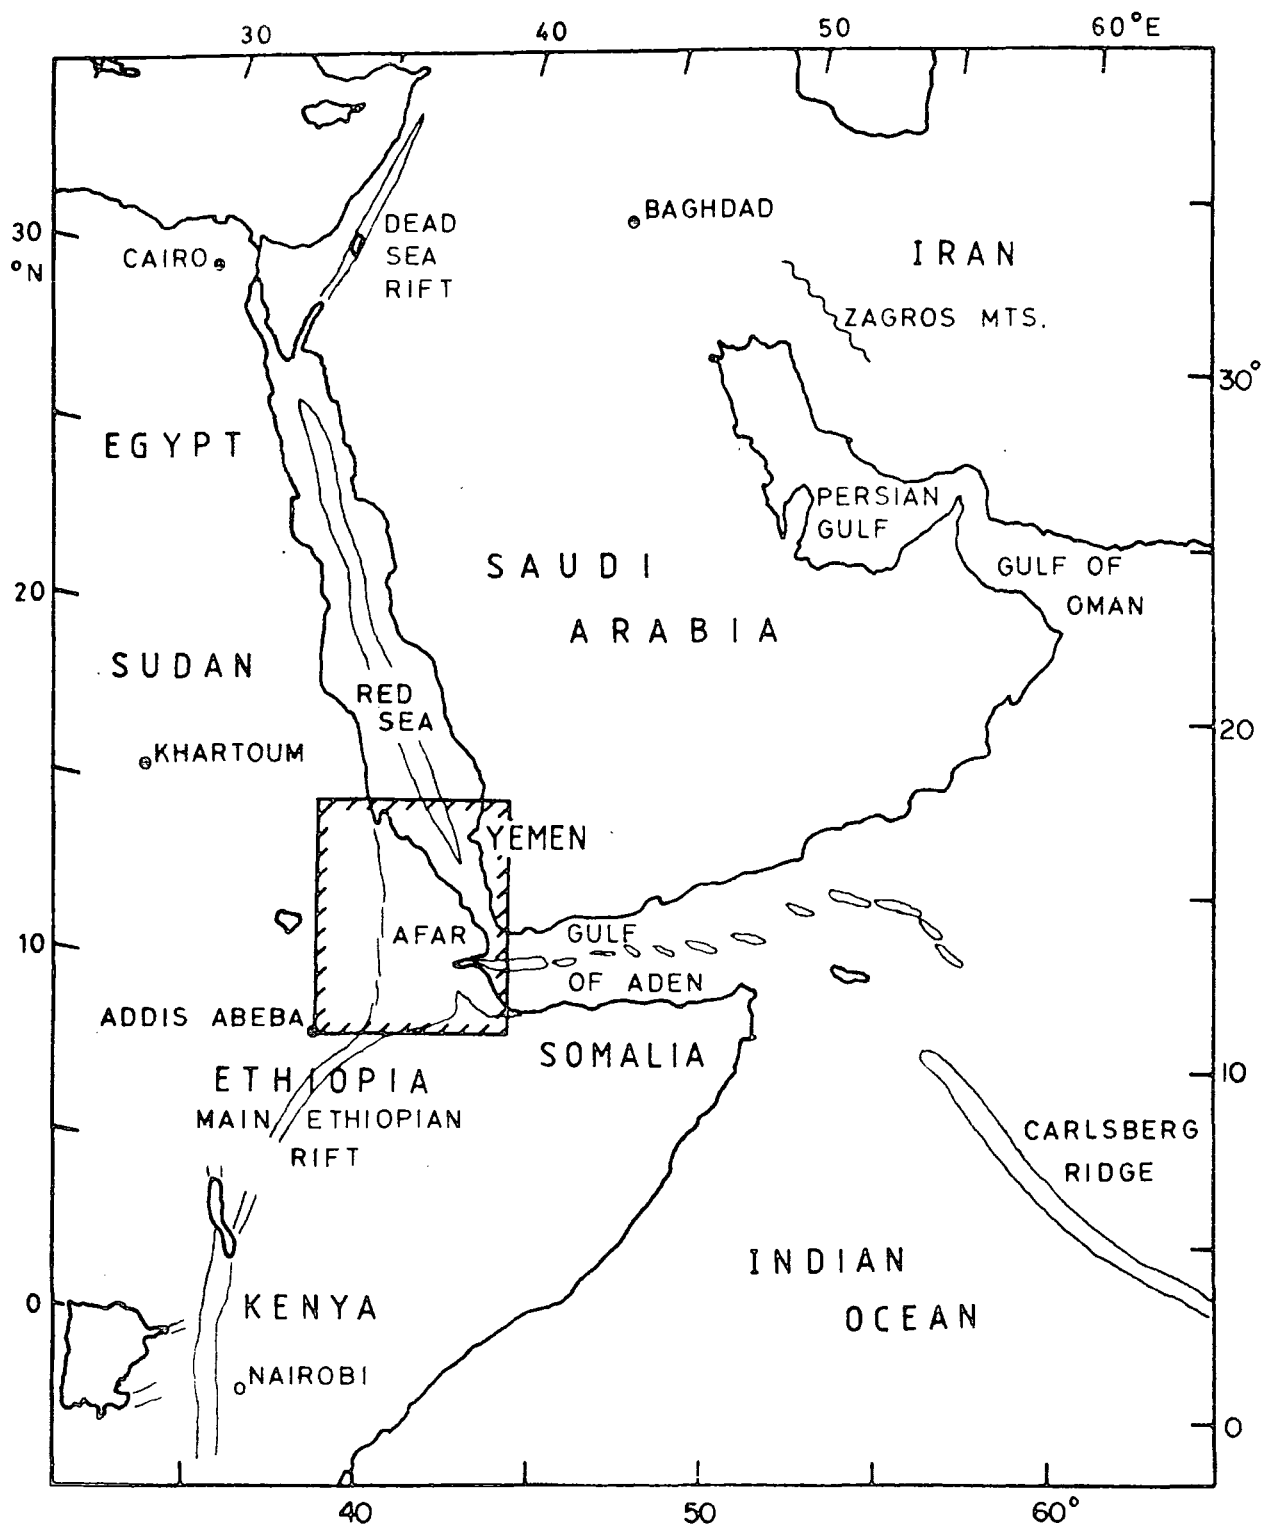 30 40 50 60°E
BAGHDAD
DEAD
SEA
RIFT
30
°N
CAIRO
IRAN
ZAGROS MTS.
30°
EGYPT
PERSIAN
GULF
SAUDI
ARABIA
GULF OF
OMAN
20
SUDAN
RED
SEA
20
KHARTOUM
YEMEN
AFAR
GULF
OF ADEN
10
ADDIS ABEBA
SOMALIA
ETHIOPIA
10
MAIN ETHIOPIAN
RIFT
CARLSBERG
RIDGE
INDIAN
OCEAN
0
KENYA
NAIROBI
0
40 50 60°